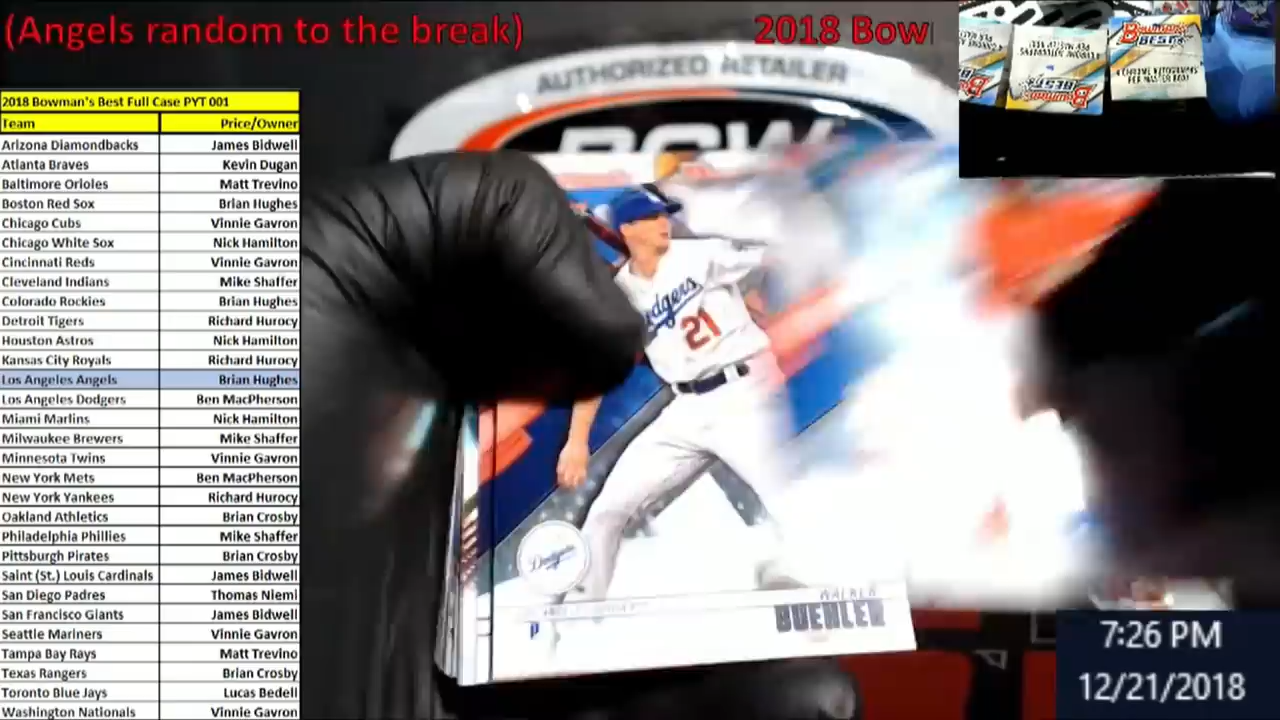 (Angels random to the break)
2018 Bow
AUTHORIZED RETAILER
BCW
2018 Bowman's Best Full Case PYT 001
Team Price/Owner
Arizona Diamondbacks James Bidwell
Atlanta Braves Kevin Dugan
Baltimore Orioles Matt Trevino
Boston Red Sox Brian Hughes
Chicago Cubs Vinnie Gavron
Chicago White Sox Nick Hamilton
Cincinnati Reds Vinnie Gavron
Cleveland Indians Mike Shaffer
Colorado Rockies Brian Hughes
Detroit Tigers Richard Hurocy
Houston Astros Nick Hamilton
Kansas City Royals Richard Hurocy
Los Angeles Angels Brian Hughes
Los Angeles Dodgers Ben MacPherson
Miami Marlins Nick Hamilton
Milwaukee Brewers Mike Shaffer
Minnesota Twins Vinnie Gavron
New York Mets Ben MacPherson
New York Yankees Richard Hurocy
Oakland Athletics Brian Crosby
Philadelphia Phillies Mike Shaffer
Pittsburgh Pirates Brian Crosby
Saint (St.) Louis Cardinals James Bidwell
San Diego Padres Thomas Niemi
San Francisco Giants James Bidwell
Seattle Mariners Vinnie Gavron
Tampa Bay Rays Matt Trevino
Texas Rangers Brian Crosby
Toronto Blue Jays Lucas Bedell
Washington Nationals Vinnie Gavron
Dodgers
21
Dodgers
P
WALKER
BUEHLER
BOWMAN'S
BEST
7:26 PM
12/21/2018